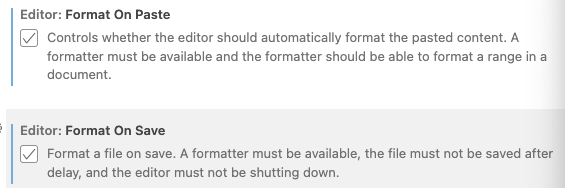 Editor: Format On Paste
Controls whether the editor should automatically format the pasted content. A
formatter must be available and the formatter should be able to format a range in a
document.
Editor: Format On Save
Format a file on save. A formatter must be available, the file must not be saved after
delay, and the editor must not be shutting down.